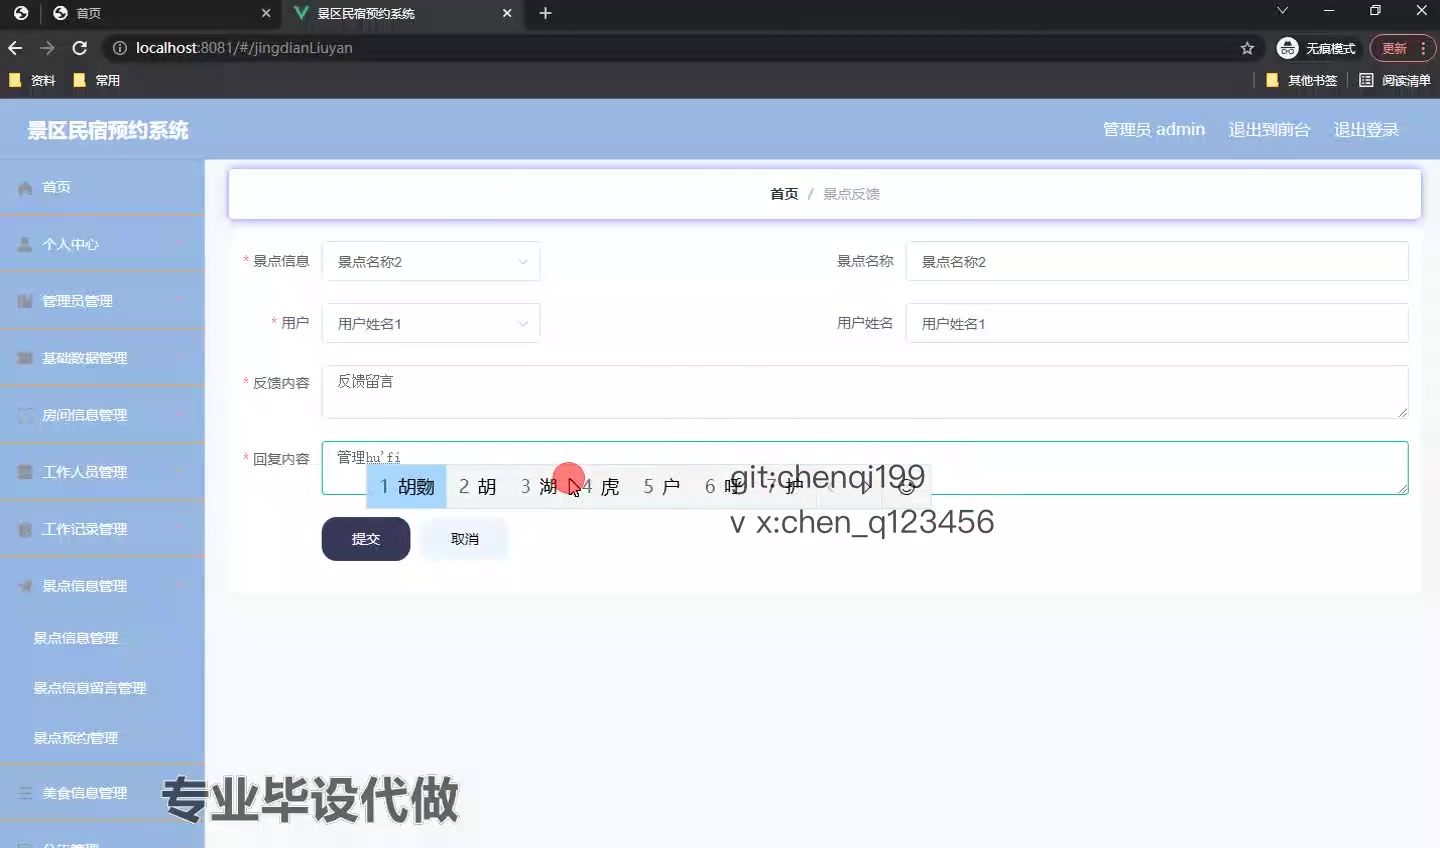 首页
景区民宿预约系统
localhost:8081/#/jingdianLiuyan
无痕模式
更新
资料
常用
其他书签
阅读清单
景区民宿预约系统
管理员 admin
退出到前台
退出登录
首页
个人中心
管理员管理
基础数据管理
房间信息管理
工作人员管理
工作记录管理
景点信息管理
景点信息管理
景点信息留言管理
景点预约管理
美食信息管理
首页 / 景点反馈
* 景点信息 景点名称2
景点名称 景点名称2
* 用户 用户姓名1
用户姓名 用户姓名1
* 反馈内容 反馈留言
* 回复内容 管理hu'fi
2 胡 3 湖 4 虎 5 户 6 呼 7 护
git:chenqi199
v x:chen_q123456
提交
取消
专业毕设代做